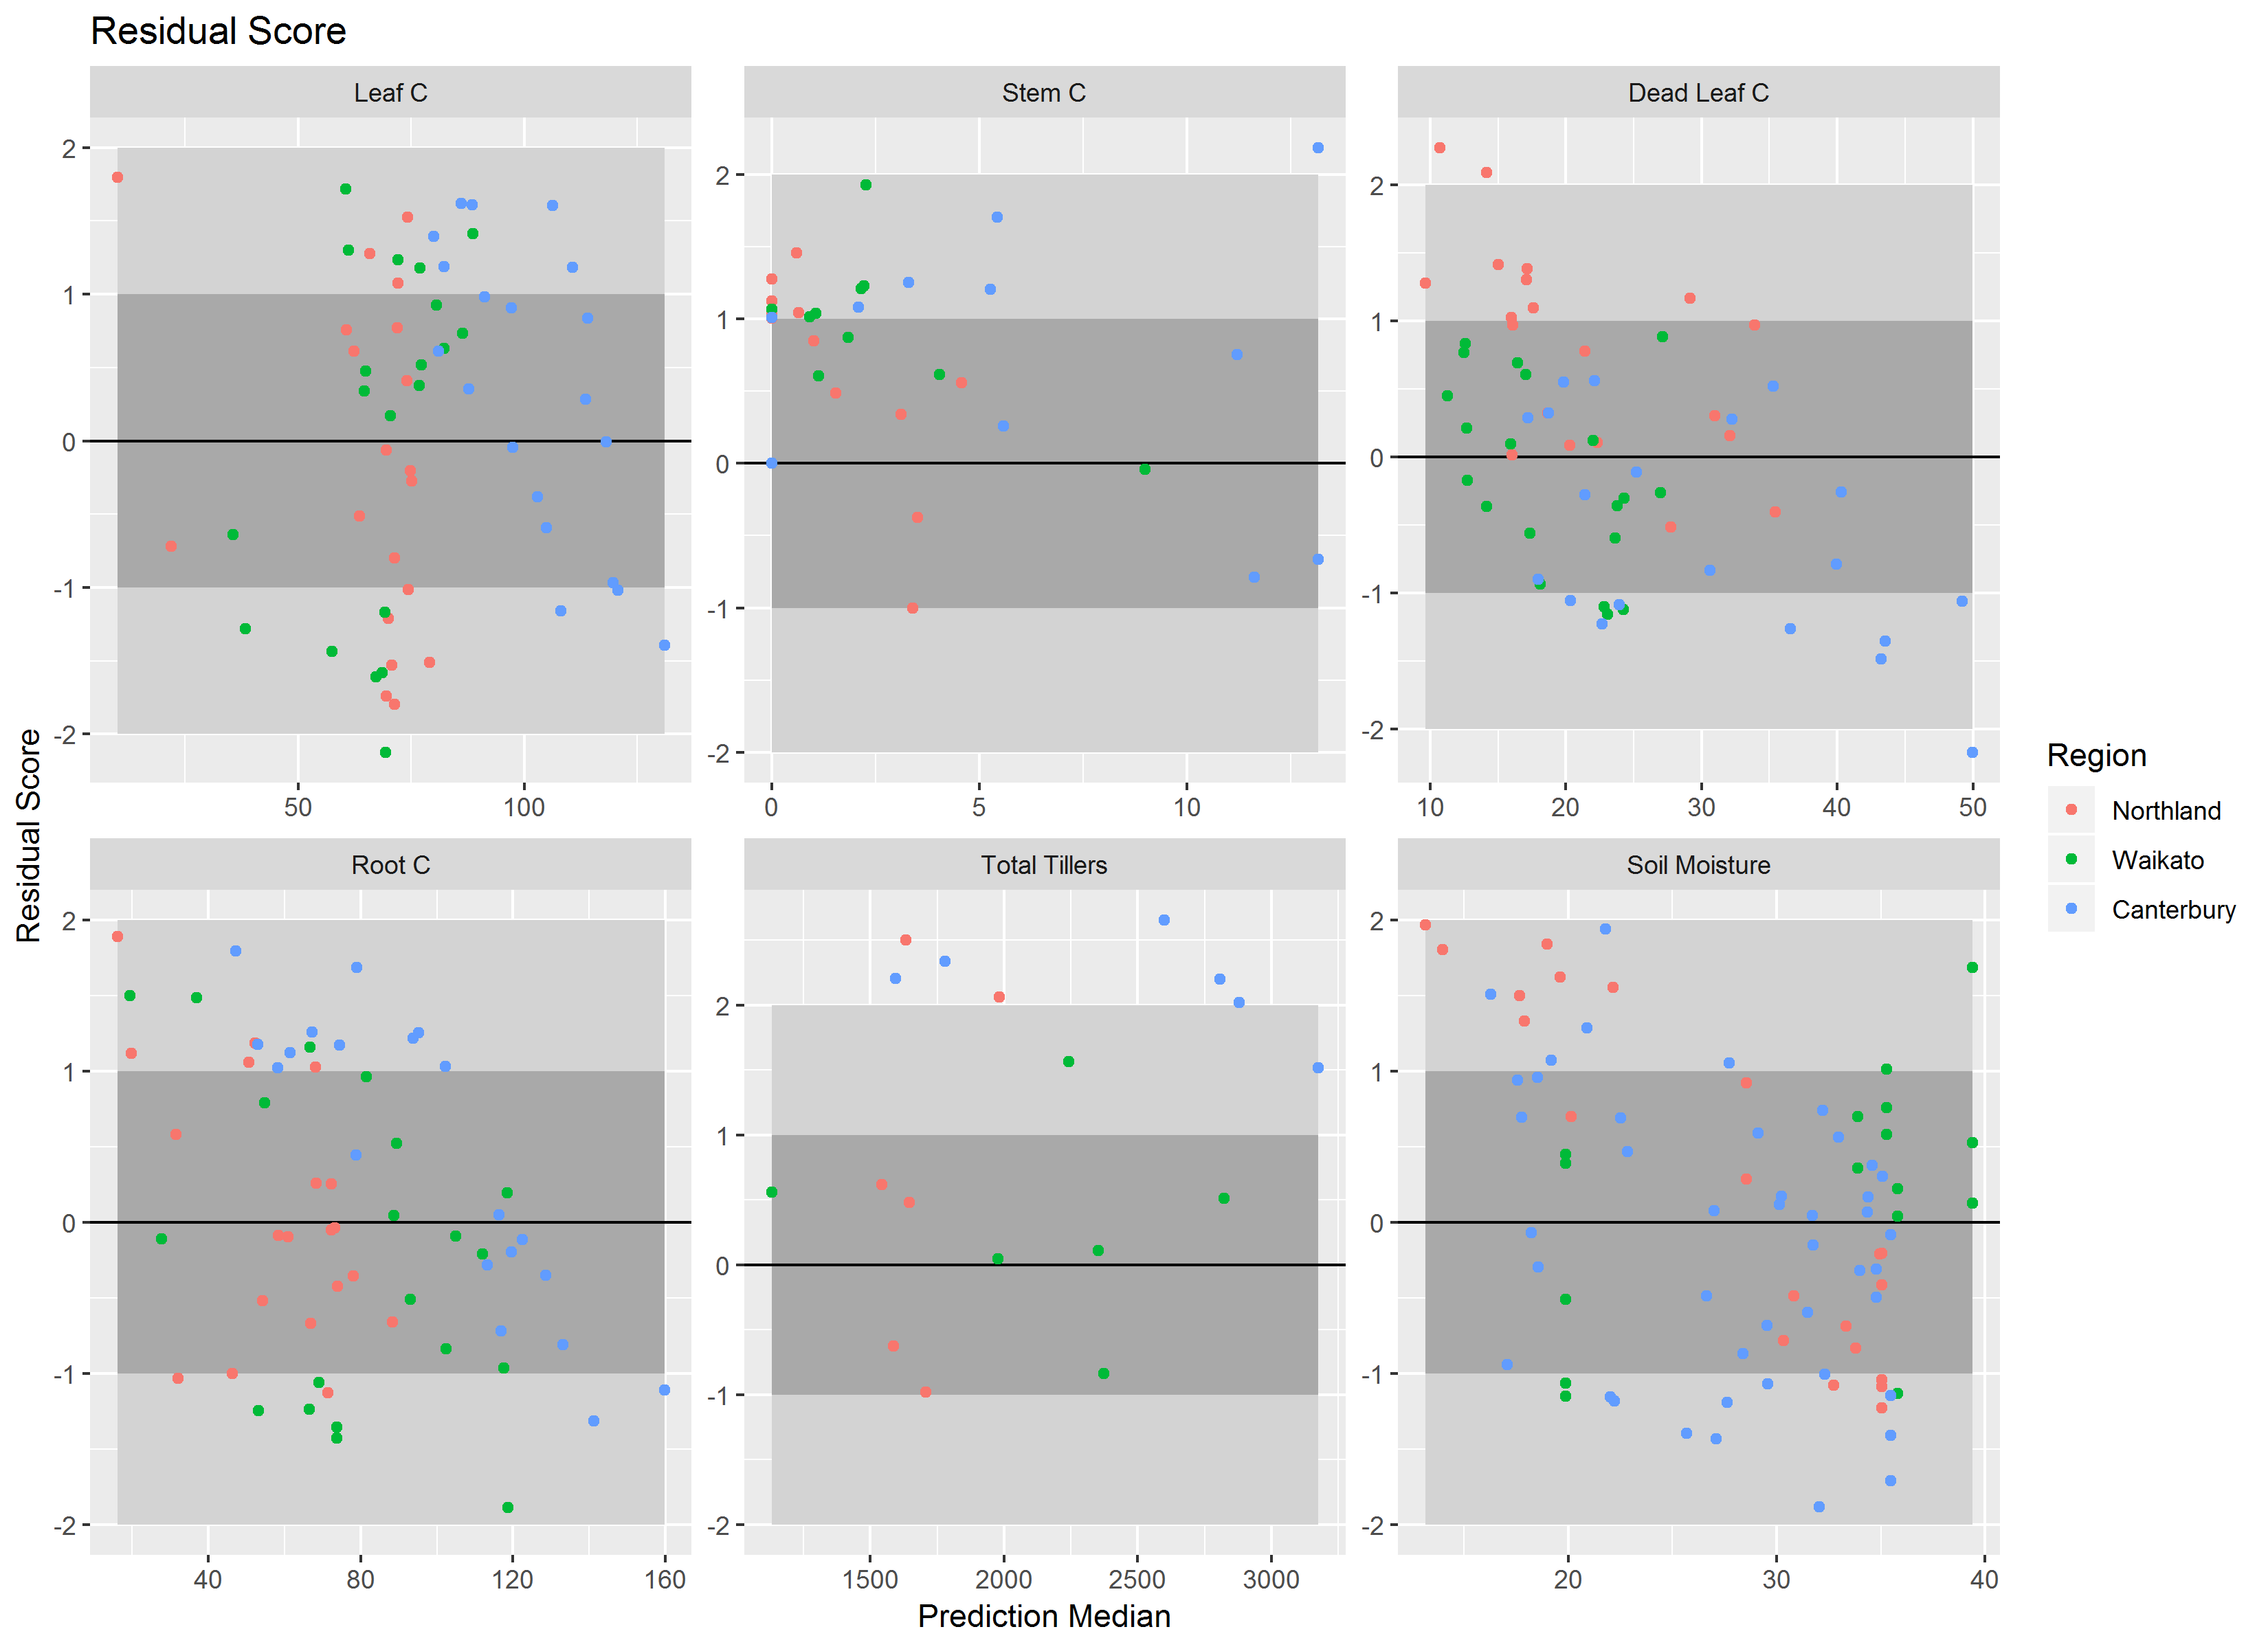 Residual Score
Leaf C
Stem C
Dead Leaf C
2
1
0
-1
-2
50 100
2
1
0
-1
-2
0 5 10
2
1
0
-1
-2
10 20 30 40 50
Root C
Total Tillers
Soil Moisture
2
1
0
-1
-2
40 80 120 160
2
1
0
-1
-2
1500 2000 2500 3000
2
1
0
-1
-2
20 30 40
Residual Score
Prediction Median
Region
Northland
Waikato
Canterbury